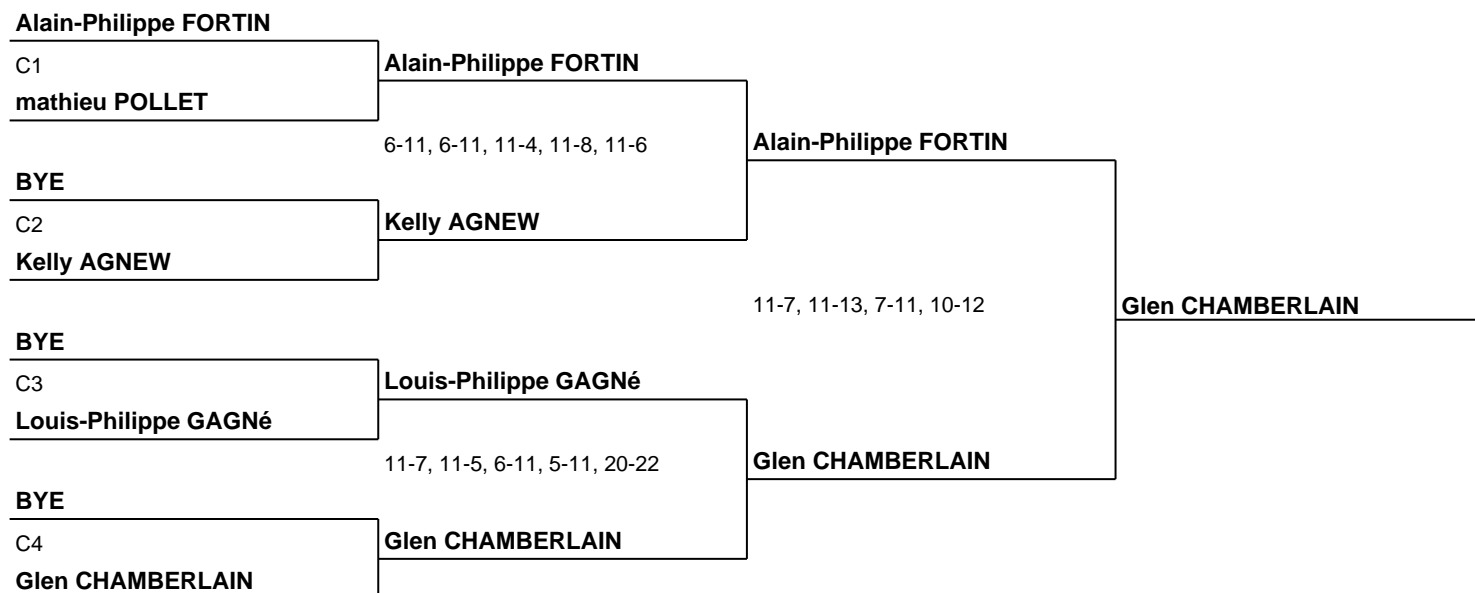 Alain-Philippe FORTIN
C1
mathieu POLLET
Alain-Philippe FORTIN
6-11, 6-11, 11-4, 11-8, 11-6
BYE
C2
Kelly AGNEW
Kelly AGNEW
Alain-Philippe FORTIN
11-7, 11-13, 7-11, 10-12
BYE
C3
Louis-Philippe GAGNé
Louis-Philippe GAGNé
11-7, 11-5, 6-11, 5-11, 20-22
BYE
C4
Glen CHAMBERLAIN
Glen CHAMBERLAIN
Glen CHAMBERLAIN
Glen CHAMBERLAIN